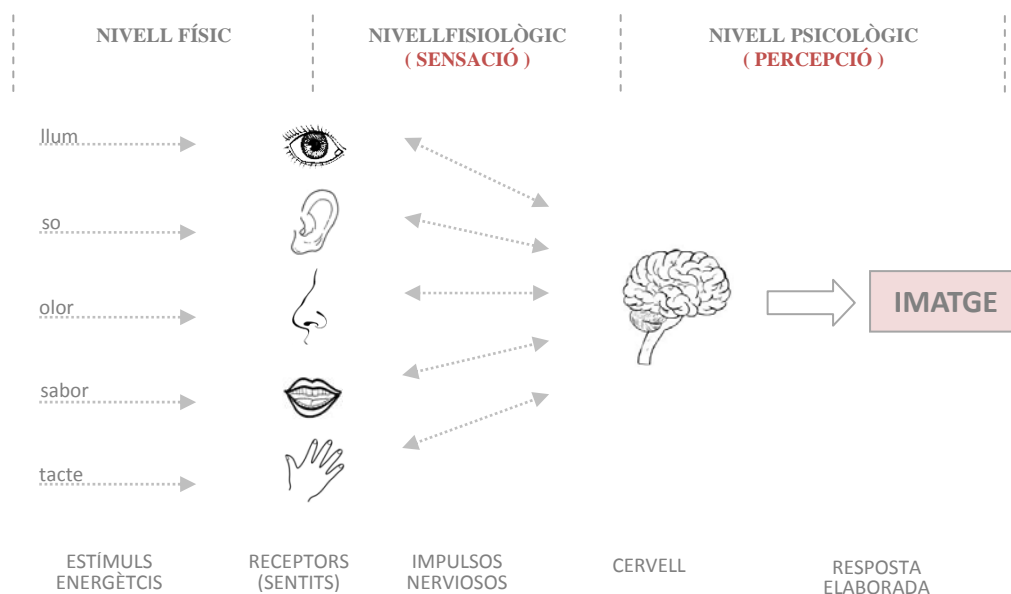 NIVELL FÍSIC
NIVELLFISIOLÒGIC
( SENSACIÓ )
NIVELL PSICOLÒGIC
( PERCEPCIÓ )
llum
so
olor
sabor
tacte
IMATGE
ESTÍMULS
ENERGÈTCIS
RECEPTORS
(SENTITS)
IMPULSOS
NERVIOSOS
CERVELL
RESPOSTA
ELABORADA